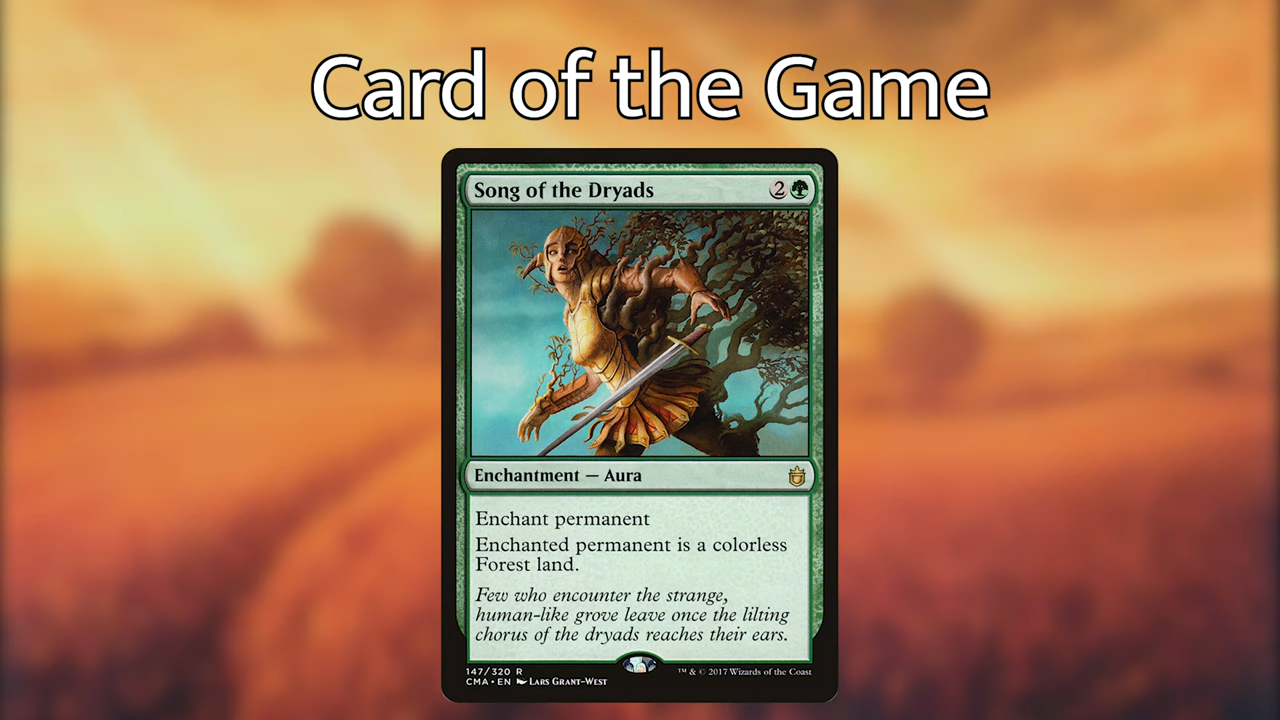 Card of the Game
Song of the Dryads 2
Enchantment — Aura
Enchant permanent
Enchanted permanent is a colorless
Forest land.
Few who encounter the strange,
human-like grove leave once the lilting
chorus of the dryads reaches their ears.
147/320 R ™ & © 2017 Wizards of the Coast
CMA • EN Lars Grant-West